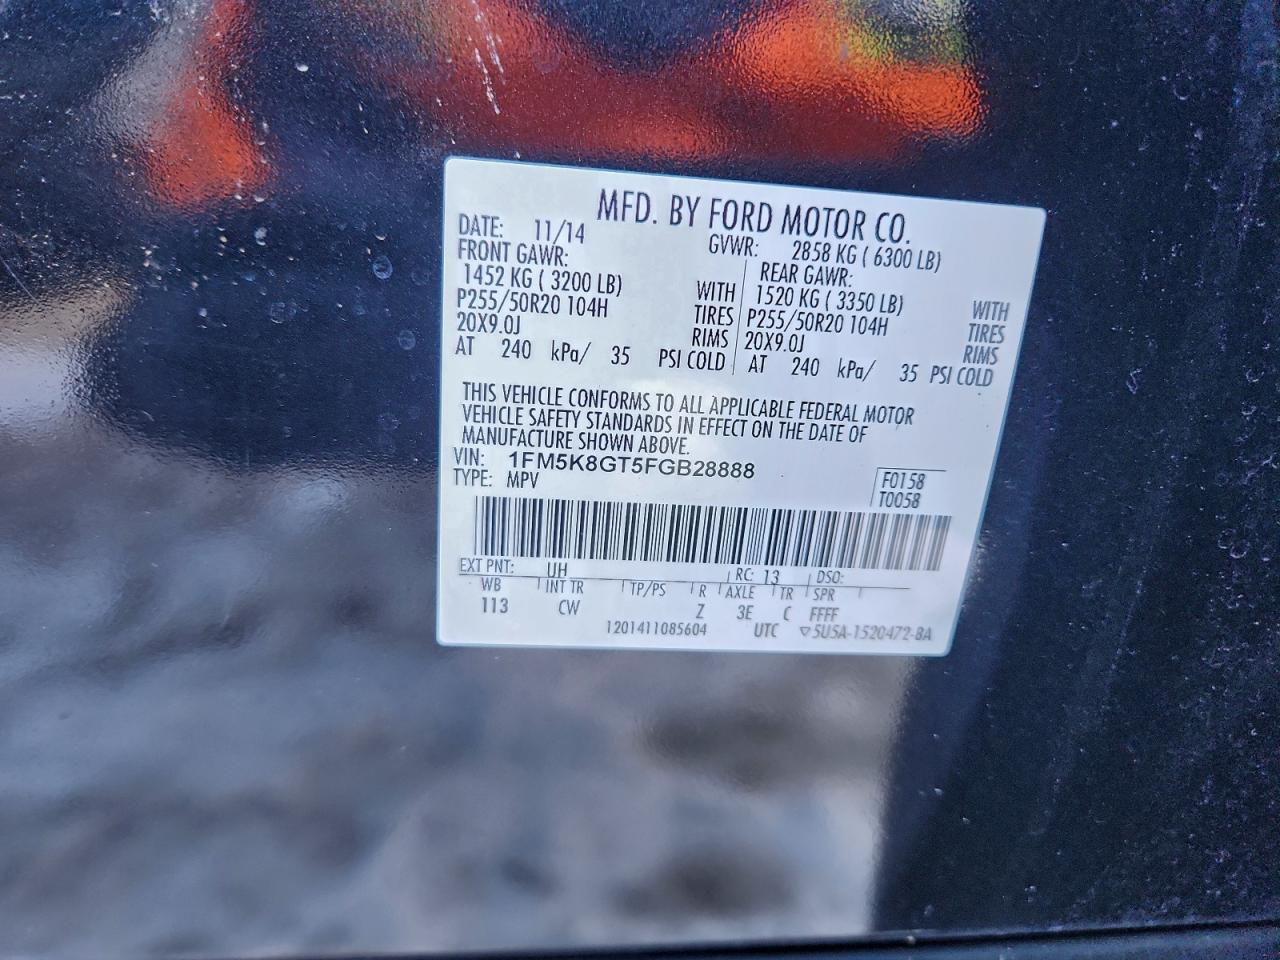 MFD. BY FORD MOTOR CO.
DATE: 11/14
GVWR: 2858 KG ( 6300 LB)
FRONT GAWR:
1452 KG ( 3200 LB) WITH
P255/50R20 104H TIRES
20X9.0J RIMS
AT 240 kPa/ 35 PSI COLD
REAR GAWR:
1520 KG ( 3350 LB) WITH
P255/50R20 104H TIRES
20X9.0J RIMS
AT 240 kPa/ 35 PSI COLD
THIS VEHICLE CONFORMS TO ALL APPLICABLE FEDERAL MOTOR
VEHICLE SAFETY STANDARDS IN EFFECT ON THE DATE OF
MANUFACTURE SHOWN ABOVE.
VIN: 1FM5K8GT5FGB28888
TYPE: MPV
F0158
T0058
EXT PNT: UH RC: 13 DSO:
WB INT TR TP/PS R AXLE TR SPR
113 CW Z 3E C FFFF
1201411085604 UTC ▽5U5A-1520472-BA